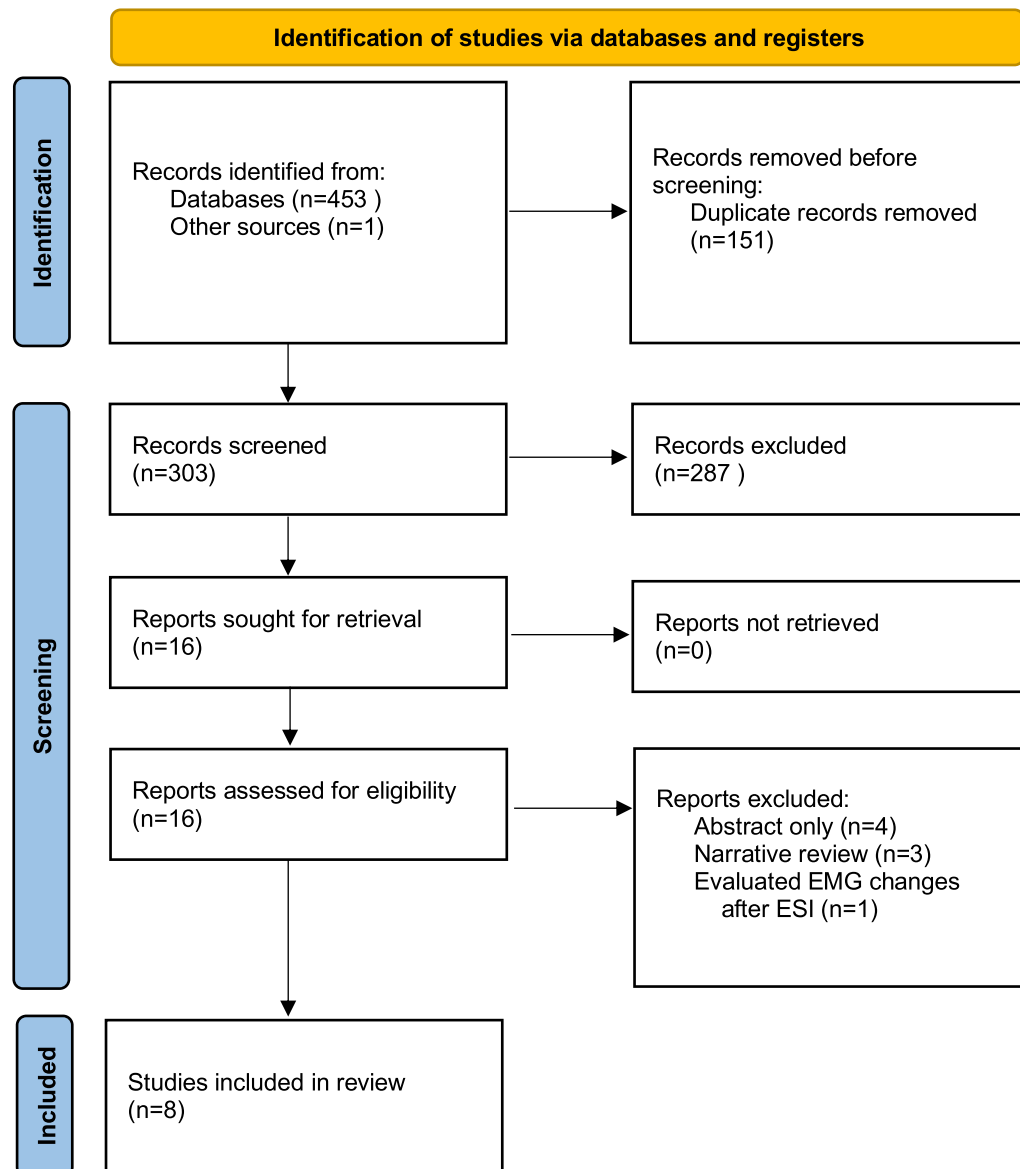 Identification of studies via databases and registers
Identification
Records identified from:
Databases (n=453 )
Other sources (n=1)
Records removed before
screening:
Duplicate records removed
(n=151)
Screening
Records screened
(n=303)
Records excluded
(n=287 )
Reports sought for retrieval
(n=16)
Reports not retrieved
(n=0)
Reports assessed for eligibility
(n=16)
Reports excluded:
Abstract only (n=4)
Narrative review (n=3)
Evaluated EMG changes
after ESI (n=1)
Included
Studies included in review
(n=8)